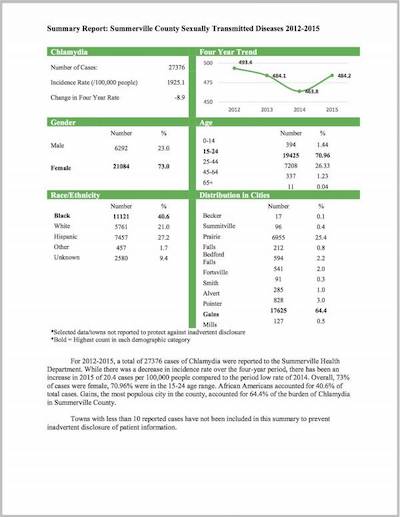 Summary Report: Summerville County Sexually Transmitted Diseases 2012-2015
Chlamydia
Number of Cases: 27376
Incidence Rate (/100,000 people) 1925.1
Change in Four Year Rate -8.9
Four Year Trend
500
475
450
493.4
484.1
463.8
484.2
2012 2013 2014 2015
Gender
Number %
Male 6292 23.0
Female 21084 73.0
Age
Number %
0-14 394 1.44
15-24 19425 70.96
25-44 7208 26.33
45-64 337 1.23
65+ 11 0.04
Race/Ethnicity
Number %
Black 11121 40.6
White 5761 21.0
Hispanic 7457 27.2
Other 457 1.7
Unknown 2580 9.4
Distribution in Cities
Number %
Becker 17 0.1
Summitville 96 0.4
Prairie 6955 25.4
Falls 212 0.8
Bedford
Falls 594 2.2
Fortsville 541 2.0
Smith 91 0.3
Alvert 285 1.0
Pointer 828 3.0
Gains 17625 64.4
Mills 127 0.5
*Selected data/towns not reported to protect against inadvertent disclosure
*Bold = Highest count in each demographic category
For 2012-2015, a total of 27376 cases of Chlamydia were reported to the Summerville Health
Department. While there was a decrease in incidence rate over the four-year period, there has been an
increase in 2015 of 20.4 cases per 100,000 people compared to the period low rate of 2014. Overall, 73%
of cases were female, 70.96% were in the 15-24 age range. African Americans accounted for 40.6% of
total cases. Gains, the most populous city in the county, accounted for 64.4% of the burden of Chlamydia
in Summerville County.
Towns with less than 10 reported cases have not been included in this summary to prevent
inadvertent disclosure of patient information.